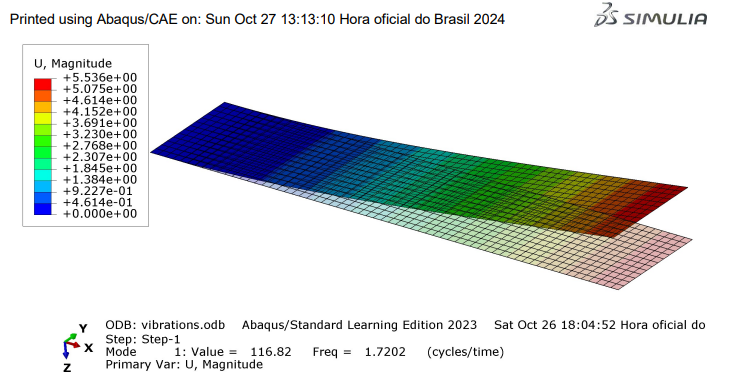 Printed using Abaqus/CAE on: Sun Oct 27 13:13:10 Hora oficial do Brasil 2024
SIMULIA
U, Magnitude
+5.536e+00
+5.075e+00
+4.614e+00
+4.152e+00
+3.691e+00
+3.230e+00
+2.768e+00
+2.307e+00
+1.845e+00
+1.384e+00
+9.227e-01
+4.614e-01
+0.000e+00
Y
X
Z
ODB: vibrations.odb Abaqus/Standard Learning Edition 2023 Sat Oct 26 18:04:52 Hora oficial do
Step: Step-1
Mode 1: Value = 116.82 Freq = 1.7202 (cycles/time)
Primary Var: U, Magnitude